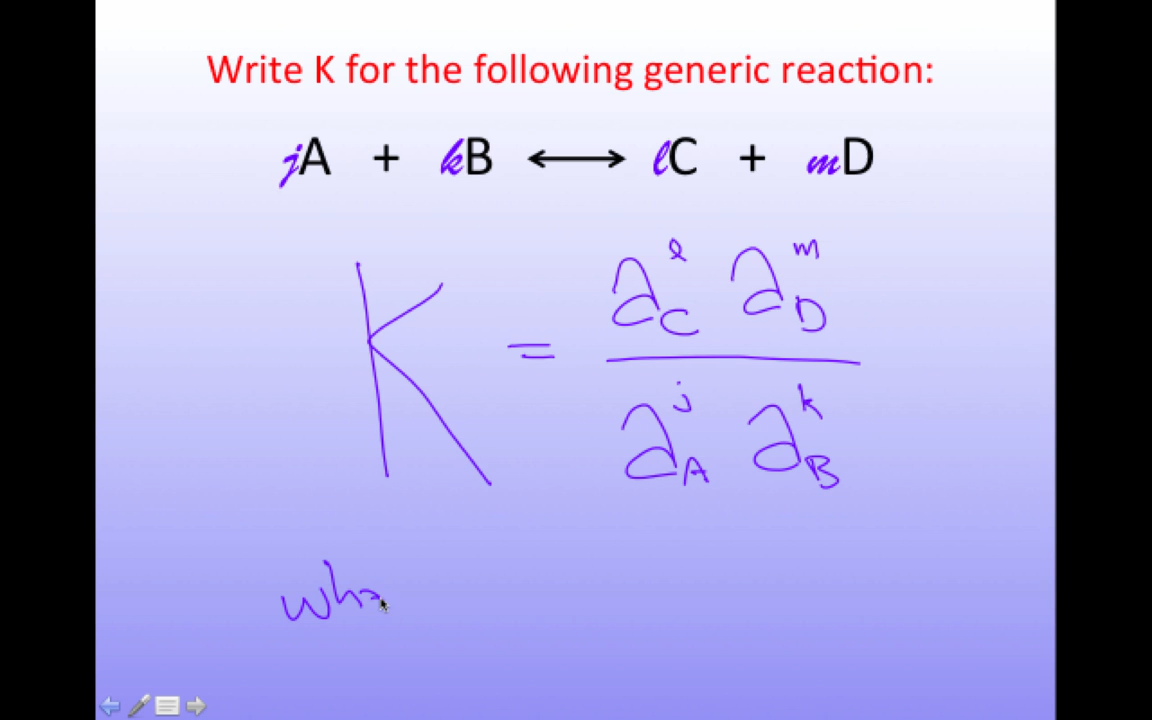 Write K for the following generic reaction:
jA + kB ⟷ lC + mD
K = a_C^l a_D^m / a_A^j a_B^k